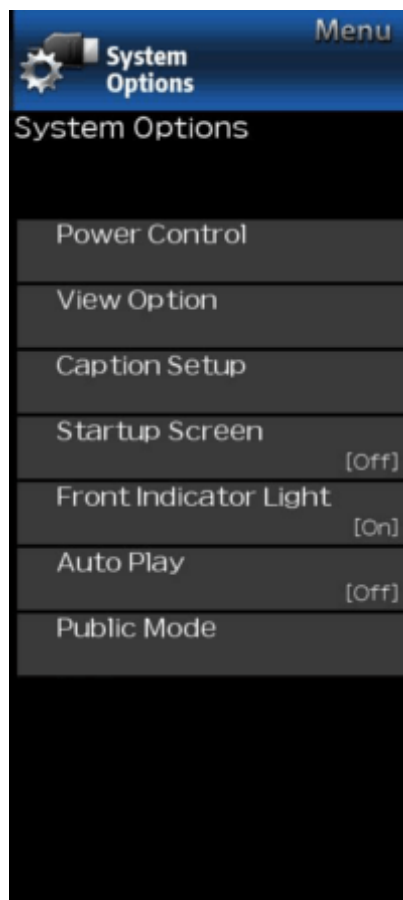 Menu
System
Options
System Options
Power Control
View Option
Caption Setup
Startup Screen
[Off]
Front Indicator Light
[On]
Auto Play
[Off]
Public Mode